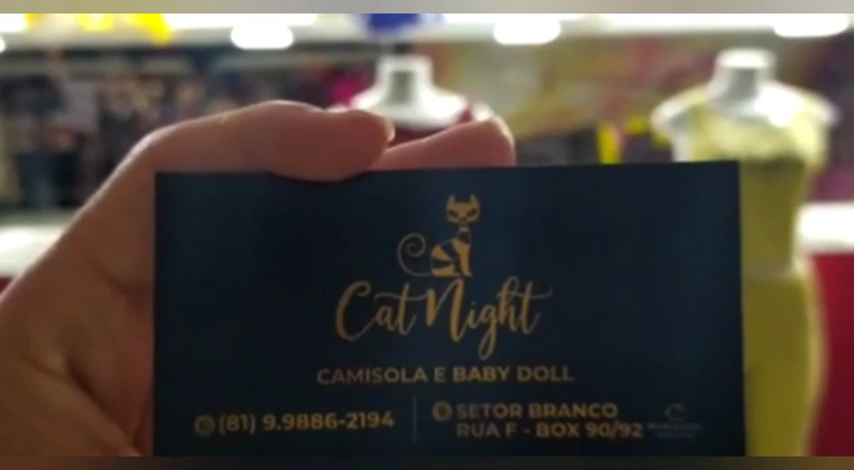 Cat Night
CAMISOLA E BABY DOLL
(81) 9.9886-2194
SETOR BRANCO
RUA F - BOX 90/92